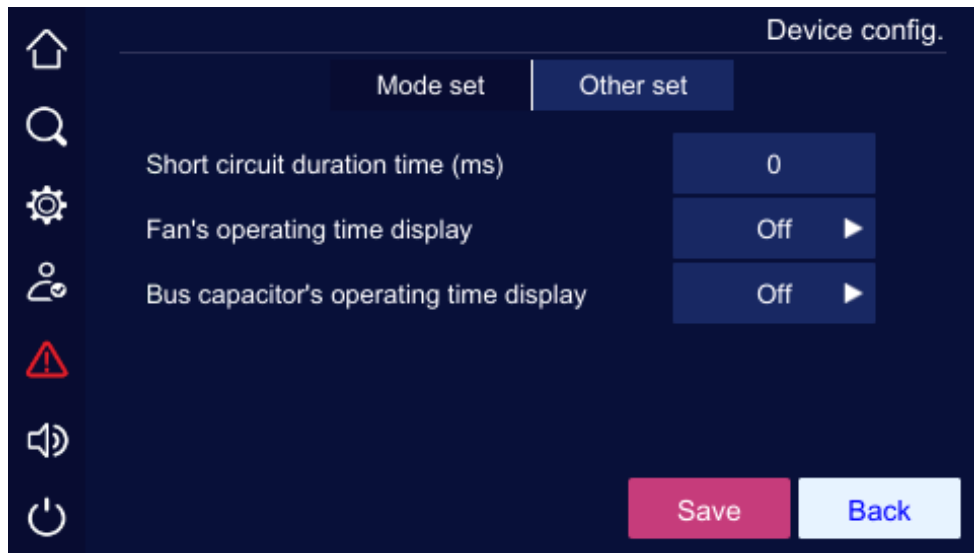 Device config.
Mode set Other set
Short circuit duration time (ms) 0
Fan's operating time display Off
Bus capacitor's operating time display Off
Save Back